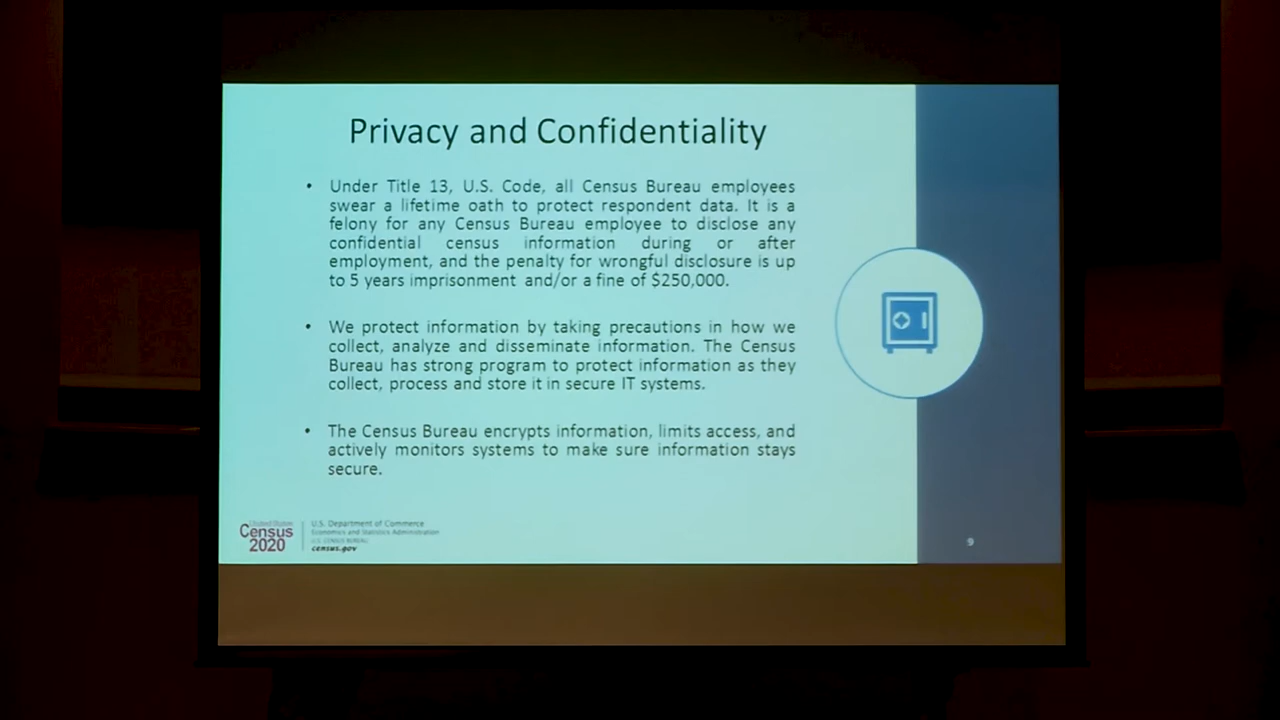 Privacy and Confidentiality
• Under Title 13, U.S. Code, all Census Bureau employees
swear a lifetime oath to protect respondent data. It is a
felony for any Census Bureau employee to disclose any
confidential census information during or after
employment, and the penalty for wrongful disclosure is up
to 5 years imprisonment and/or a fine of $250,000.
• We protect information by taking precautions in how we
collect, analyze and disseminate information. The Census
Bureau has strong program to protect information as they
collect, process and store it in secure IT systems.
• The Census Bureau encrypts information, limits access, and
actively monitors systems to make sure information stays
secure.
United States
Census
2020
U.S. Department of Commerce
Economics and Statistics Administration
U.S. CENSUS BUREAU
census.gov
9